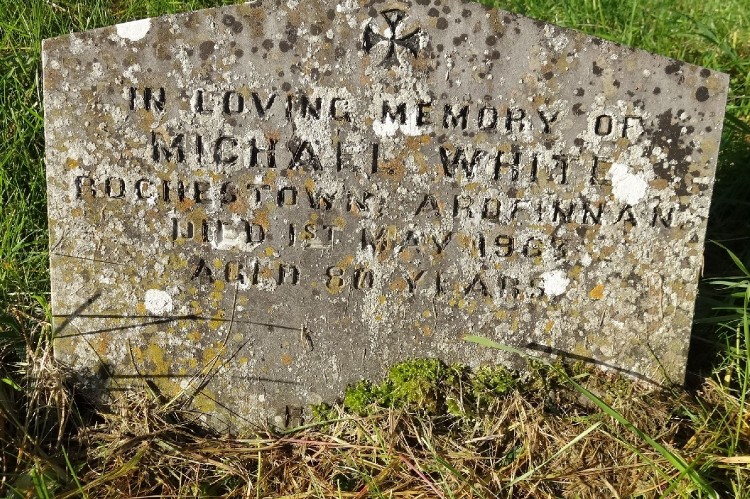 IN LOVING MEMORY OF
MICHAEL WHITE
ROCHESTOWN, ARDFINNAN
DIED 1ST MAY
AGED 80 YEARS